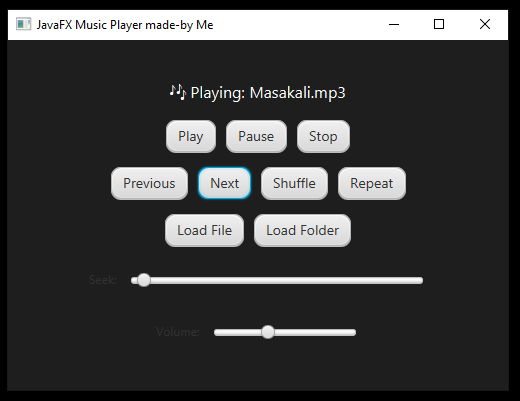 JavaFX Music Player made-by Me
🎶 Playing: Masakali.mp3
Play Pause Stop
Previous Next Shuffle Repeat
Load File Load Folder
Seek:
Volume: